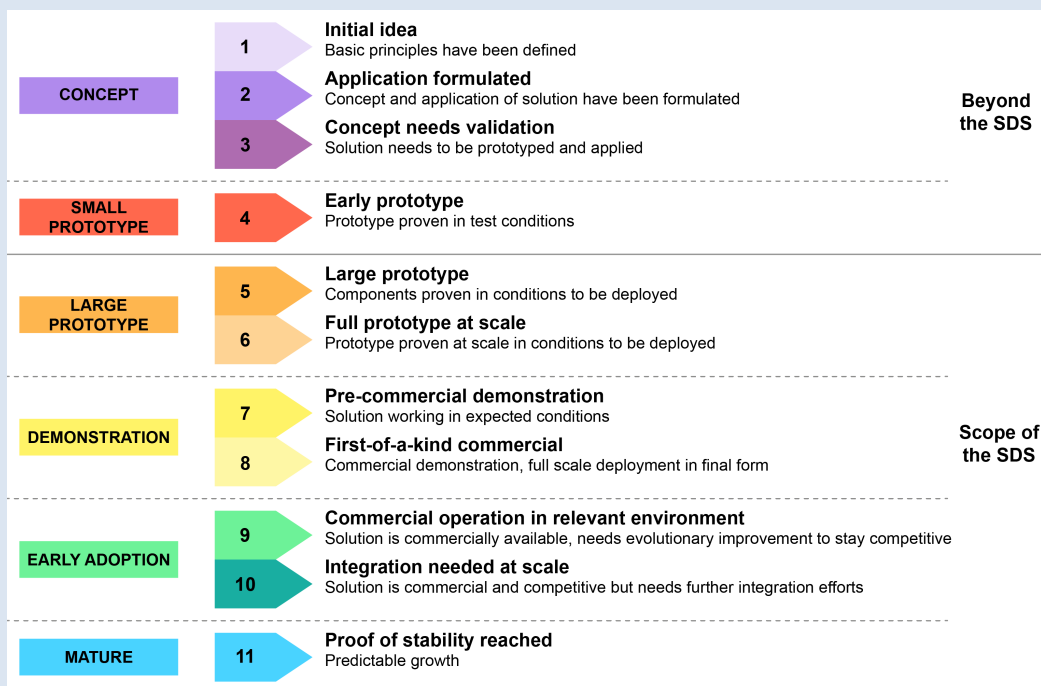 1
Initial idea
Basic principles have been defined
CONCEPT
2
Application formulated
Concept and application of solution have been formulated
3
Concept needs validation
Solution needs to be prototyped and applied
Beyond
the SDS
SMALL
PROTOTYPE
4
Early prototype
Prototype proven in test conditions
LARGE
PROTOTYPE
5
Large prototype
Components proven in conditions to be deployed
6
Full prototype at scale
Prototype proven at scale in conditions to be deployed
DEMONSTRATION
7
Pre-commercial demonstration
Solution working in expected conditions
8
First-of-a-kind commercial
Commercial demonstration, full scale deployment in final form
Scope of
the SDS
EARLY ADOPTION
9
Commercial operation in relevant environment
Solution is commercially available, needs evolutionary improvement to stay competitive
10
Integration needed at scale
Solution is commercial and competitive but needs further integration efforts
MATURE
11
Proof of stability reached
Predictable growth